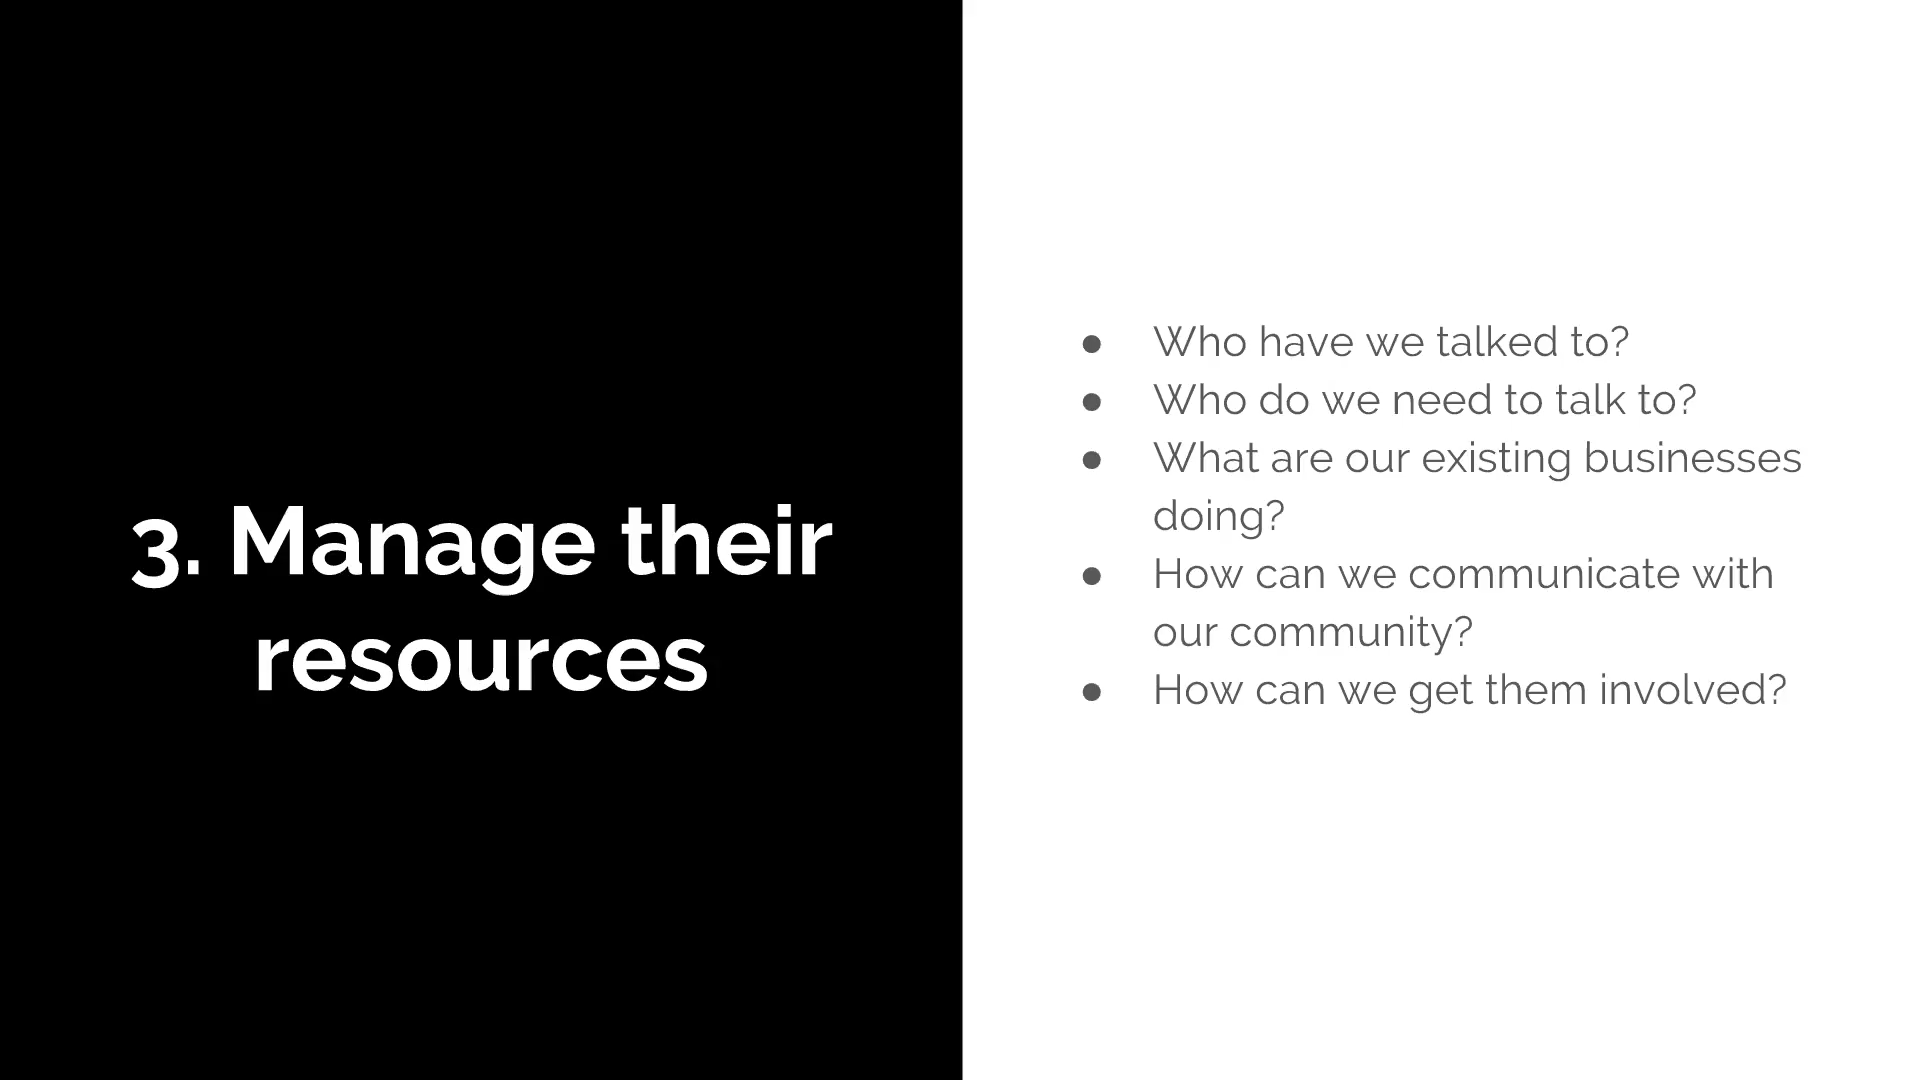 3. Manage their
resources
● Who have we talked to?
● Who do we need to talk to?
● What are our existing businesses
doing?
● How can we communicate with
our community?
● How can we get them involved?